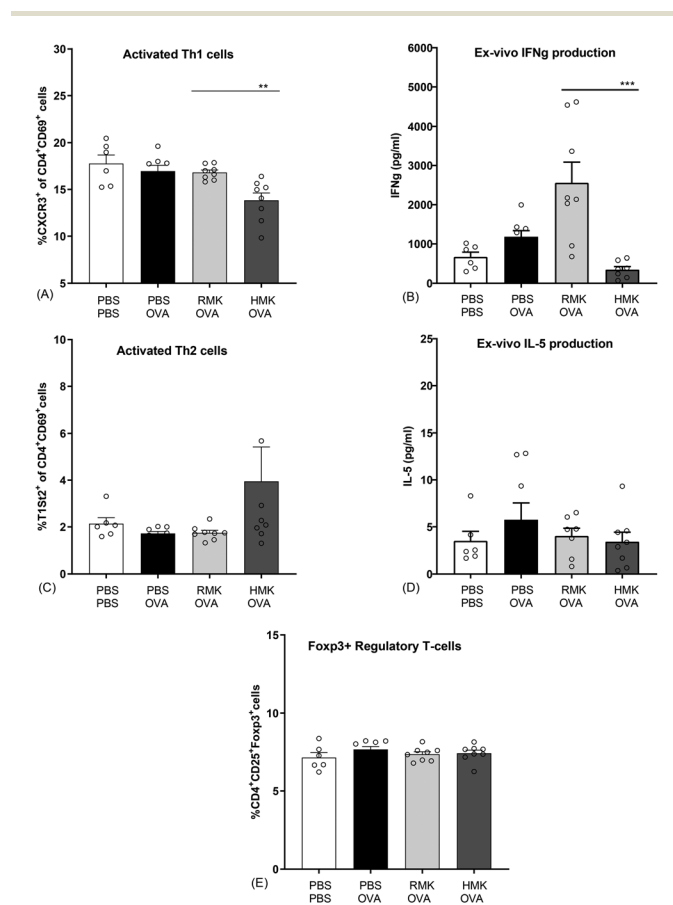 Activated Th1 cells
%CXCR3+ of CD4+CD69+ cells
30
25
20
15
10
5
**
(A)
PBS PBS RMK HMK
PBS OVA OVA OVA
Ex-vivo IFNg production
IFNg (pg/ml)
6000
5000
4000
3000
2000
1000
0
***
(B)
PBS PBS RMK HMK
PBS OVA OVA OVA
Activated Th2 cells
%T1St2+ of CD4+CD69+cells
10
8
6
4
2
0
(C)
PBS PBS RMK HMK
PBS OVA OVA OVA
Ex-vivo IL-5 production
IL-5 (pg/ml)
25
20
15
10
5
0
(D)
PBS PBS RMK HMK
PBS OVA OVA OVA
Foxp3+ Regulatory T-cells
%CD4+CD25+Foxp3+cells
15
10
5
0
(E)
PBS PBS RMK HMK
PBS OVA OVA OVA